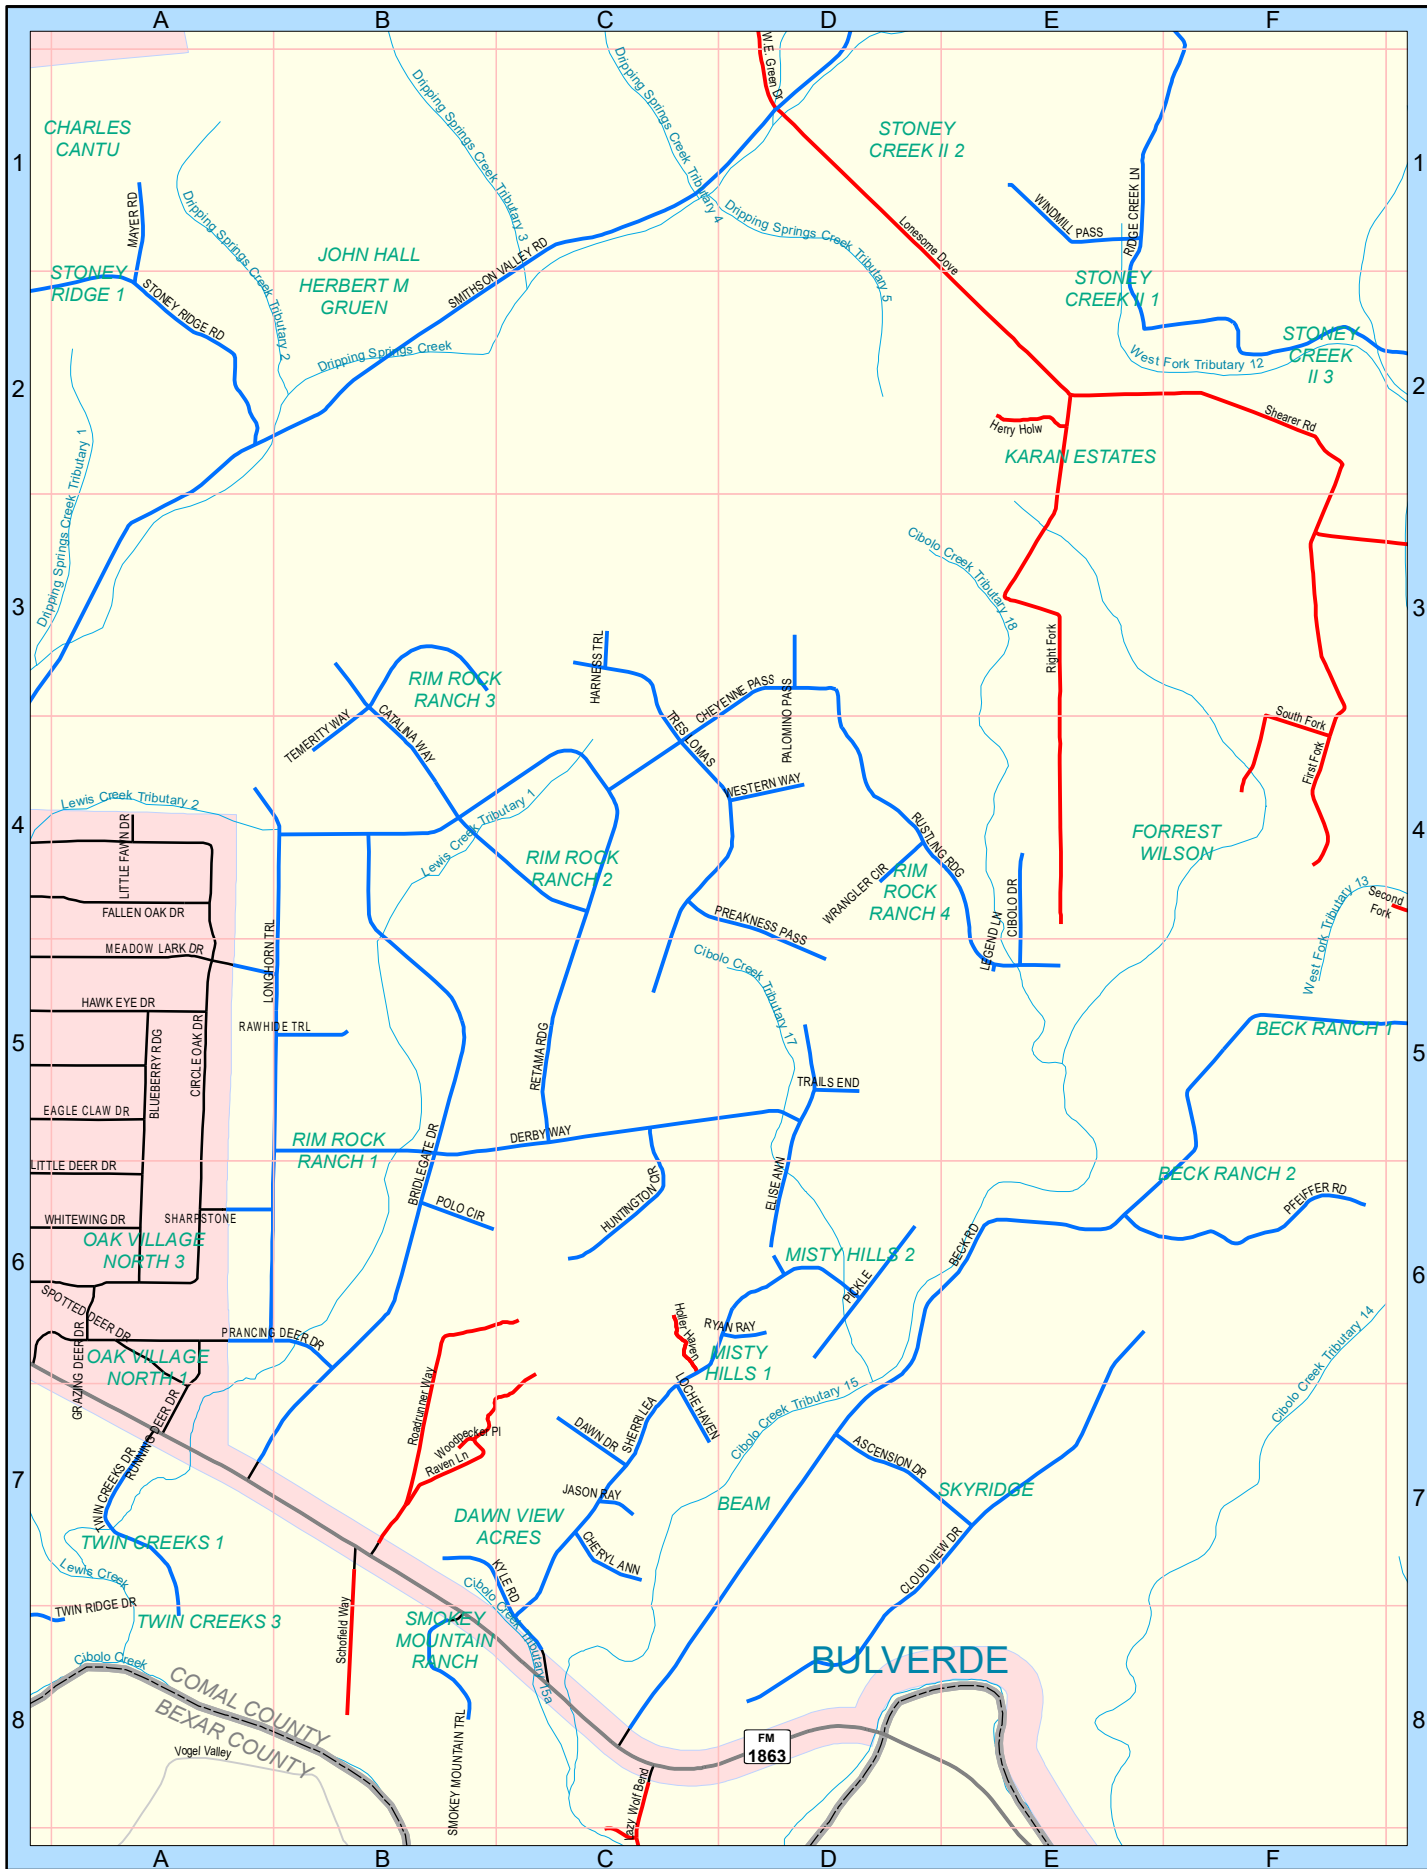 A
B
C
D
E
F
W.E. Green Dr
Dripping Springs Creek Tributary 3
Dripping Springs Creek Tributary 4
CHARLES
CANTU
STONEY
CREEK II 2
1
1
MAYER RD
Dripping Springs Creek Tributary 2
Dripping Springs Creek Tributary 5
WINDMILL PASS
RIDGE CREEK LN
Lonesome Dove
JOHN HALL
HERBERT M
GRUEN
SMITHSON VALLEY RD
STONEY
RIDGE 1
STONEY RIDGE RD
STONEY
CREEK II 1
STONEY
CREEK
II 3
Dripping Springs Creek
West Fork Tributary 12
2
2
Herry Holw
Shearer Rd
KARAN ESTATES
Dripping Springs Creek Tributary 1
Cibolo Creek Tributary 18
3
3
HARNESS TRL
Right Fork
RIM ROCK
RANCH 3
CHEYENNE PASS
PALOMINO PASS
TEMERITY WAY
CATALINA WAY
TRES LOMAS
South Fork
First Fork
WESTERN WAY
Lewis Creek Tributary 2
Lewis Creek Tributary 1
4
4
LITTLE FAWN DR
RUSTLING RDG
FORREST
WILSON
RIM ROCK
RANCH 2
WRANGLER CIR
RIM
ROCK
RANCH 4
CIBOLO DR
West Fork Tributary 13
Second
Fork
FALLEN OAK DR
PREAKNESS PASS
LEGEND LN
MEADOW LARK DR
LONGHORN TRL
Cibolo Creek Tributary 17
HAWK EYE DR
RAWHIDE TRL
BLUEBERRY RDG
CIRCLE OAK DR
RETAMA RDG
BECK RANCH 1
5
5
TRAILS END
EAGLE CLAW DR
RIM ROCK
RANCH 1
BRIDLEGATE DR
DERBY WAY
LITTLE DEER DR
BECK RANCH 2
ELISE ANN
HUNTINGTON CIR
POLO CIR
PFEIFFER RD
WHITEWING DR
SHARPSTONE
OAK VILLAGE
NORTH 3
BECK RD
MISTY HILLS 2
6
6
PICKLE
SPOTTED DEER DR
Holler Haven
RYAN RAY
PRANCING DEER DR
GRAZING DEER DR
OAK VILLAGE
NORTH 1
MISTY
HILLS 1
Cibolo Creek Tributary 14
LOCHE HAVEN
Cibolo Creek Tributary 15
Roadrunner Way
RUNNING DEER DR
DAWN DR
SHERRI LEA
Woodpecker Pl
Raven Ln
ASCENSION DR
TWIN CREEKS DR
JASON RAY
SKYRIDGE
BEAM
7
7
DAWN VIEW
ACRES
TWIN CREEKS 1
CHERYL ANN
CLOUD VIEW DR
Lewis Creek
KYLE RD
Cibolo Creek Tributary 15a
TWIN RIDGE DR
TWIN CREEKS 3
SMOKEY
MOUNTAIN
RANCH
Schofield Way
Cibolo Creek
BULVERDE
COMAL COUNTY
BEXAR COUNTY
8
8
FM
1863
Vogel Valley
SMOKEY MOUNTAIN TRL
Lazy Wolf Bend
A
B
C
D
E
F